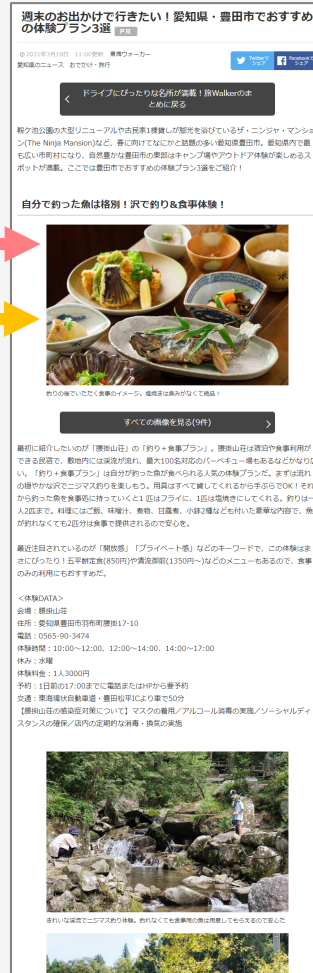 週末のお出かけで行きたい！愛知県・豊田市でおすすめ
の体験プラン3選 PR
2021年3月19日 11:00更新 東海ウォーカー
愛知県のニュース おでかけ・旅行
Twitterで
シェア
Facebookで
シェア
ドライブにぴったりな名所が満載！旅Walkerのま
とめに戻る
鞍ケ池公園の大型リニューアルや古民家1棟貸しが脚光を浴びているザ・ニンジャ・マンショ
ン(The Ninja Mansion)など、春に向けてなにかと話題の多い愛知県豊田市。愛知県内で最
も広い市町村になり、自然豊かな豊田市の東部はキャンプ場やアウトドア体験が楽しめるス
ポットが満載。ここでは豊田市でおすすめの体験プラン3選をご紹介！
自分で釣った魚は格別！沢で釣り&食事体験！
釣りの後でいただく食事のイメージ。塩焼きは臭みがなくて絶品！
すべての画像を見る(9件)
最初に紹介したいのが「腰掛山荘」の「釣り＋食事プラン」。腰掛山荘は宿泊や食事利用が
できる民宿で、敷地内には渓流が流れ、最大100名対応のバーベキュー場もあるなどかなり広
い。「釣り＋食事プラン」は自分が釣った魚が食べられる人気の体験プランだ。まずは流れ
の穏やかな沢でニジマス釣りを楽しもう。用具はすべて貸してくれるから手ぶらでOK！それ
から釣った魚を食事処に持っていくと1匹はフライに、1匹は塩焼きにしてくれる。釣りは一
人2匹まで。料理にはご飯、味噌汁、煮物、甘露煮、小鉢2種なども付いた豪華な内容で、魚
が釣れなくても2匹分は食事で提供されるので安心を。
最近注目されているのが「開放感」「プライベート感」などのキーワードで、この体験はま
さにぴったり！五平餅定食(850円)や清流御前(1350円～)などのメニューもあるので、食事
のみの利用にもおすすめだ。
＜体験DATA＞
会場：腰掛山荘
住所：愛知県豊田市羽布町腰掛17-10
電話：0565-90-3474
体験時間：10:00～12:00、12:00～14:00、14:00～17:00
休み：水曜
体験料金：1人3000円
予約：1日前の17:00までに電話またはHPから要予約
交通：東海環状自動車道・豊田松平ICより車で50分
【腰掛山荘の感染症対策について】マスクの着用／アルコール消毒の実施／ソーシャルディ
スタンスの確保／店内の定期的な消毒・換気の実施
きれいな渓流でニジマス釣り体験。釣れなくても食事用の魚は用意してもらえるので安心だ